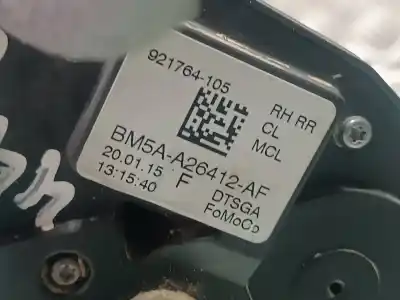 921764-105
RH RR
CL
MCL
BM5A-A26412-AF
20.01.15 F DTSGA
13:15:40 FoMoCo